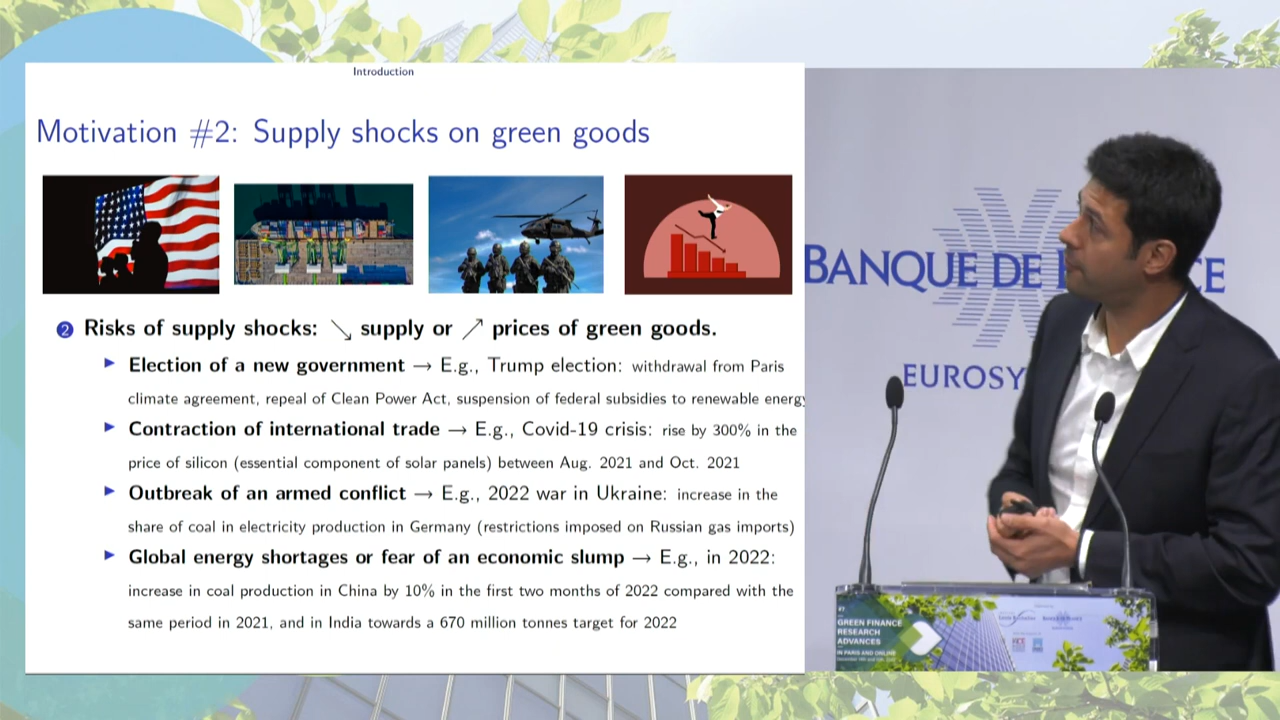 Introduction
Motivation #2: Supply shocks on green goods
2 Risks of supply shocks: ↘ supply or ↗ prices of green goods.
▶ Election of a new government → E.g., Trump election: withdrawal from Paris
climate agreement, repeal of Clean Power Act, suspension of federal subsidies to renewable energy
▶ Contraction of international trade → E.g., Covid-19 crisis: rise by 300% in the
price of silicon (essential component of solar panels) between Aug. 2021 and Oct. 2021
▶ Outbreak of an armed conflict → E.g., 2022 war in Ukraine: increase in the
share of coal in electricity production in Germany (restrictions imposed on Russian gas imports)
▶ Global energy shortages or fear of an economic slump → E.g., in 2022:
increase in coal production in China by 10% in the first two months of 2022 compared with the
same period in 2021, and in India towards a 670 million tonnes target for 2022
BANQUE DE F CE
EUROSY
GREEN FINANCE
RESEARCH
ADVANCES
IN PARIS AND ONLINE